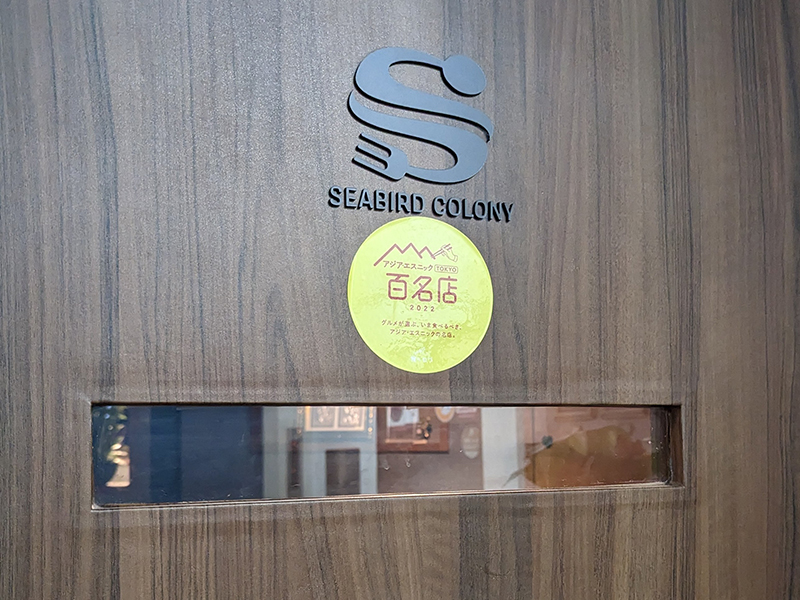 SEABIRD COLONY
アジアエスニック TOKYO
百名店
2022
グルメが選ぶ、いま食べるべき、
アジア・エスニックの名店。